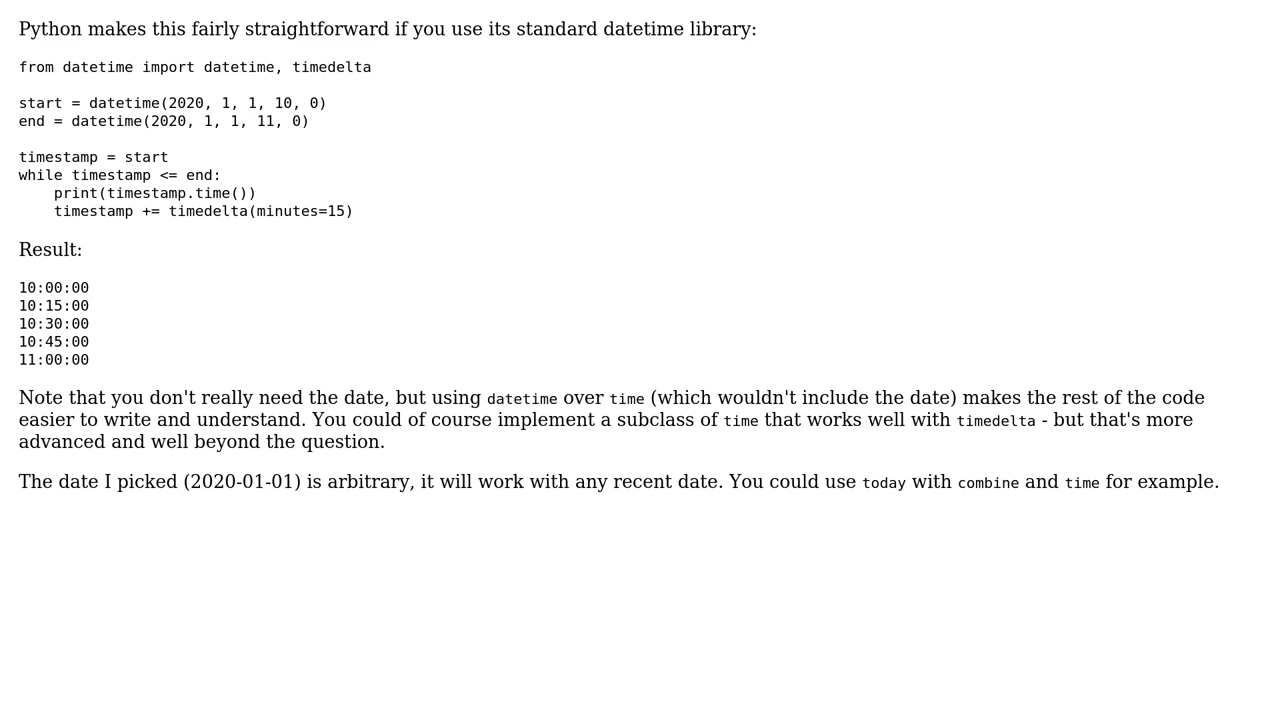 Python makes this fairly straightforward if you use its standard datetime library:
from datetime import datetime, timedelta
start = datetime(2020, 1, 1, 10, 0)
end = datetime(2020, 1, 1, 11, 0)
timestamp = start
while timestamp <= end:
    print(timestamp.time())
    timestamp += timedelta(minutes=15)
Result:
10:00:00
10:15:00
10:30:00
10:45:00
11:00:00
Note that you don't really need the date, but using datetime over time (which wouldn't include the date) makes the rest of the code
easier to write and understand. You could of course implement a subclass of time that works well with timedelta - but that's more
advanced and well beyond the question.
The date I picked (2020-01-01) is arbitrary, it will work with any recent date. You could use today with combine and time for example.